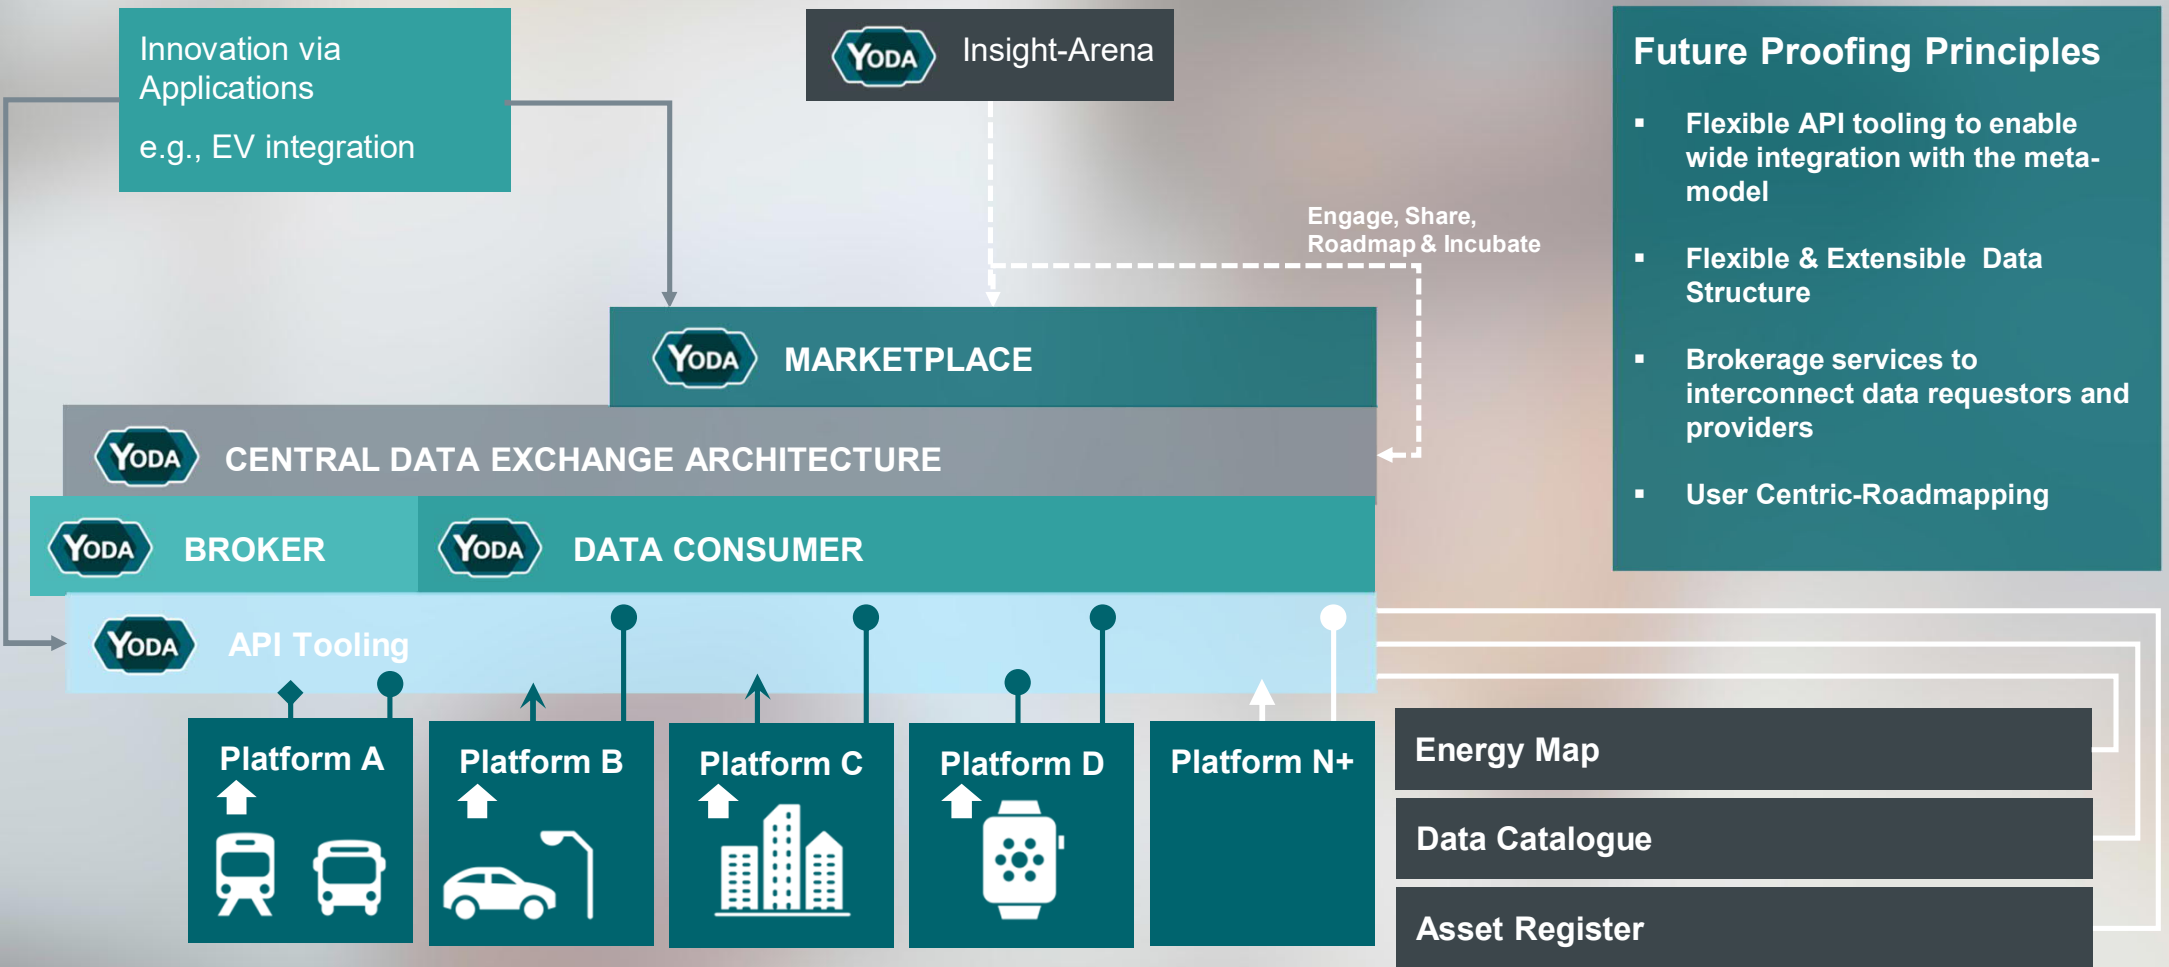 Innovation via
Applications
e.g., EV integration
YODA Insight-Arena
Engage, Share,
Roadmap & Incubate
YODA MARKETPLACE
YODA CENTRAL DATA EXCHANGE ARCHITECTURE
YODA BROKER
YODA DATA CONSUMER
YODA API Tooling
Platform A
Platform B
Platform C
Platform D
Platform N+
Future Proofing Principles
▪ Flexible API tooling to enable
wide integration with the meta-
model
▪ Flexible & Extensible Data
Structure
▪ Brokerage services to
interconnect data requestors and
providers
▪ User Centric-Roadmapping
Energy Map
Data Catalogue
Asset Register